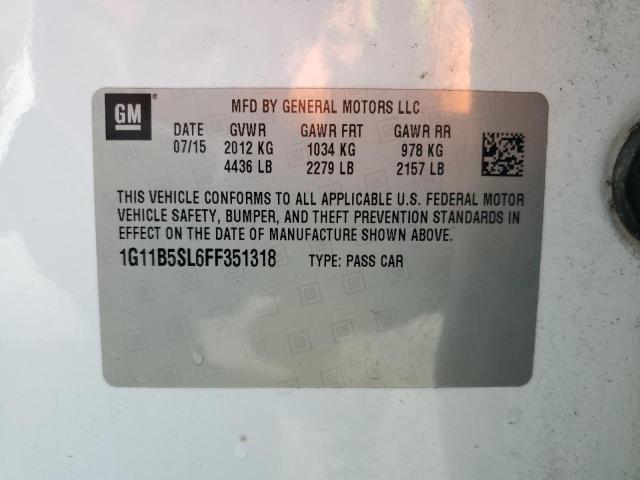 GM
MFD BY GENERAL MOTORS LLC
DATE GVWR GAWR FRT GAWR RR
07/15 2012 KG 1034 KG 978 KG
4436 LB 2279 LB 2157 LB
THIS VEHICLE CONFORMS TO ALL APPLICABLE U.S. FEDERAL MOTOR
VEHICLE SAFETY, BUMPER, AND THEFT PREVENTION STANDARDS IN
EFFECT ON THE DATE OF MANUFACTURE SHOWN ABOVE.
1G11B5SL6FF351318 TYPE: PASS CAR